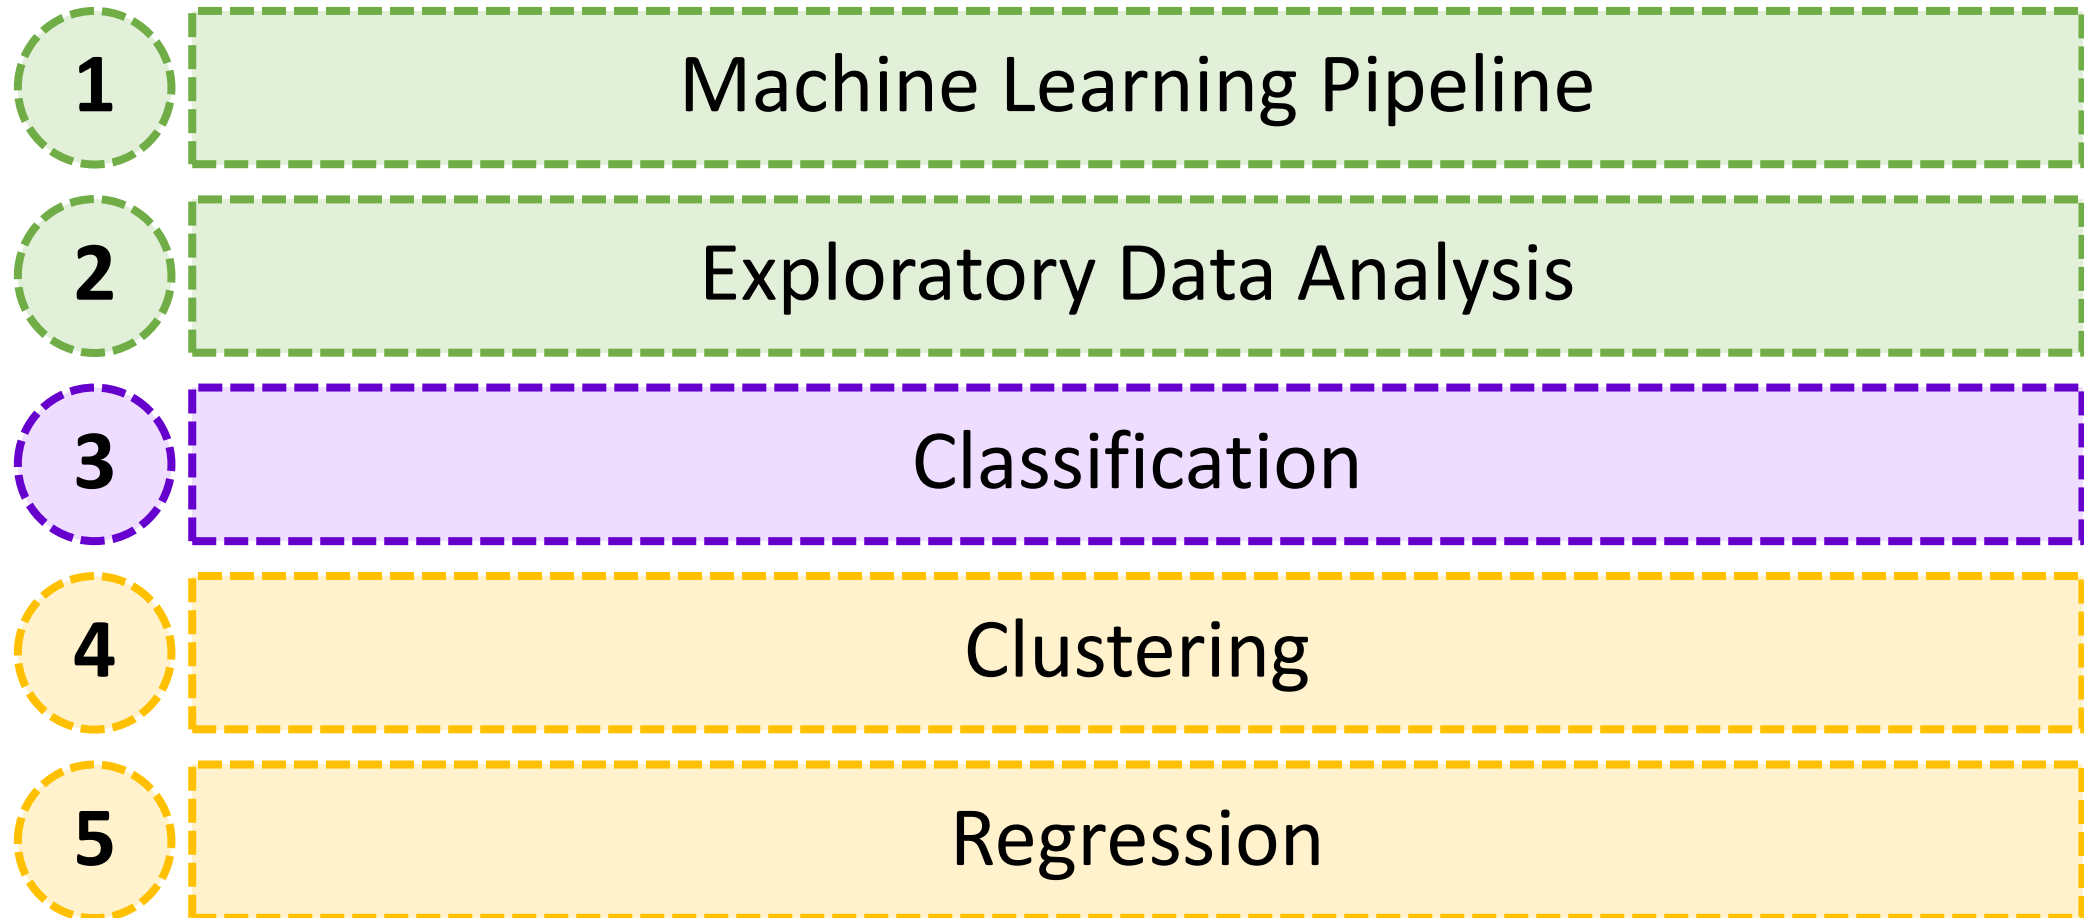 1 Machine Learning Pipeline
2 Exploratory Data Analysis
3 Classification
4 Clustering
5 Regression